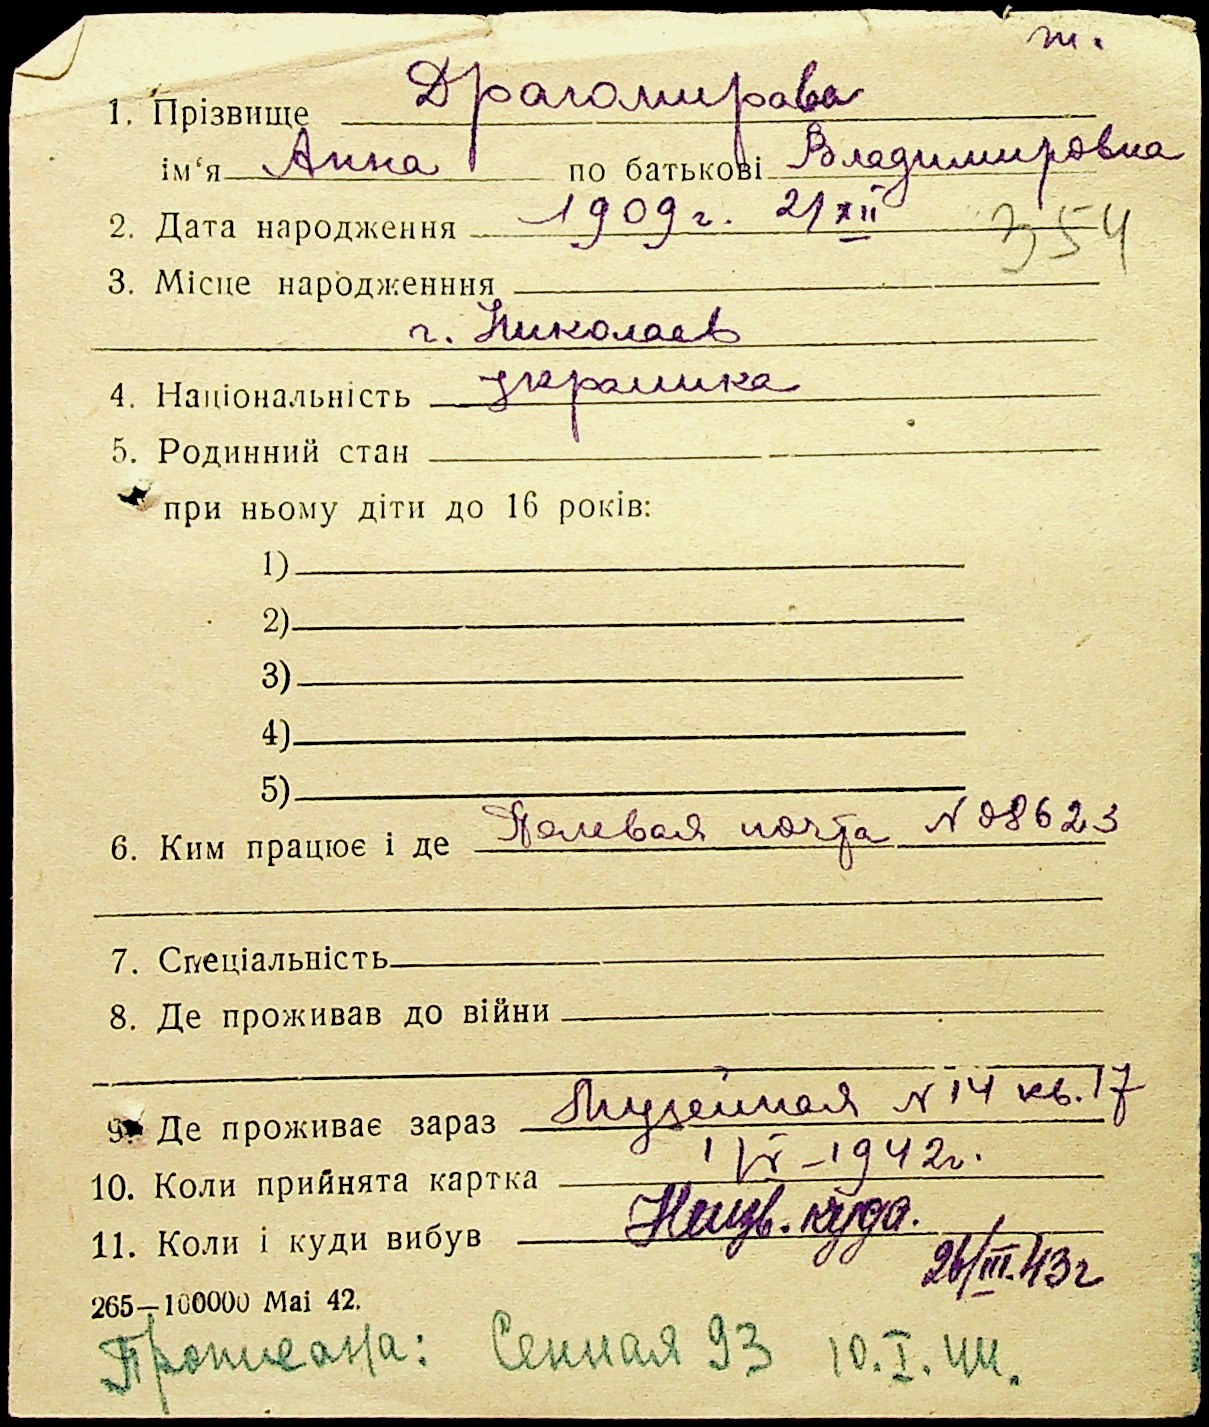 т.
1. Прізвище Драгомирова
ім‘я Анна по батькові Владимировна
2. Дата народження 1909 г. 21/XII 354
3. Місце народженння
г. Николаев
4. Національність украинка
5. Родинний стан
при ньому діти до 16 років:
1)
2)
3)
4)
5)
6. Ким працює і де Полевая почта N 08623
7. Спеціальність
8. Де проживав до війни
9. Де проживає зараз Музейная N 14 кв. 17
10. Коли прийнята картка 1942 г.
11. Коли і куди вибув Неизв. куда.
26/III.43 г
265—100000 Mai 42.
Прописана: Сенная 93 10.I.44.